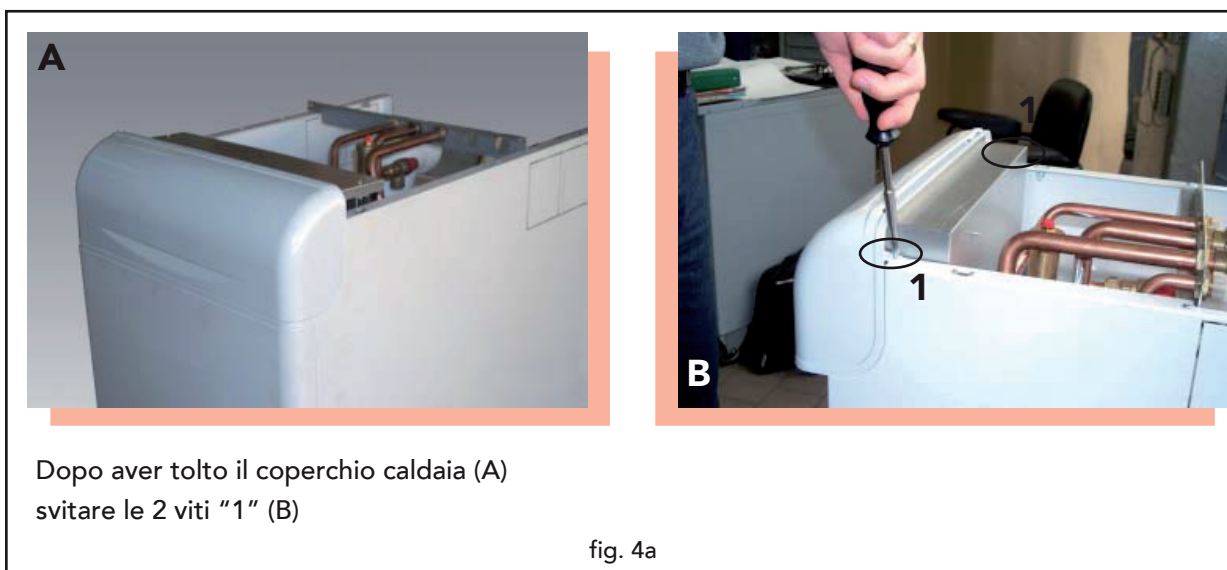 A
1
1
B
Dopo aver tolto il coperchio caldaia (A)
svitare le 2 viti “1” (B)
fig. 4a